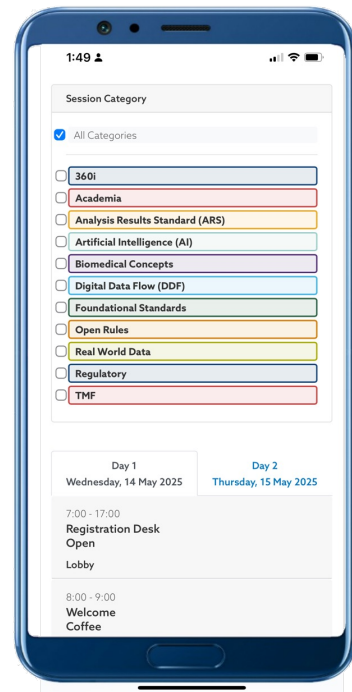 1:49
Session Category
All Categories
360i
Academia
Analysis Results Standard (ARS)
Artificial Intelligence (AI)
Biomedical Concepts
Digital Data Flow (DDF)
Foundational Standards
Open Rules
Real World Data
Regulatory
TMF
Day 1
Wednesday, 14 May 2025
Day 2
Thursday, 15 May 2025
7:00 - 17:00
Registration Desk
Open
Lobby
8:00 - 9:00
Welcome
Coffee